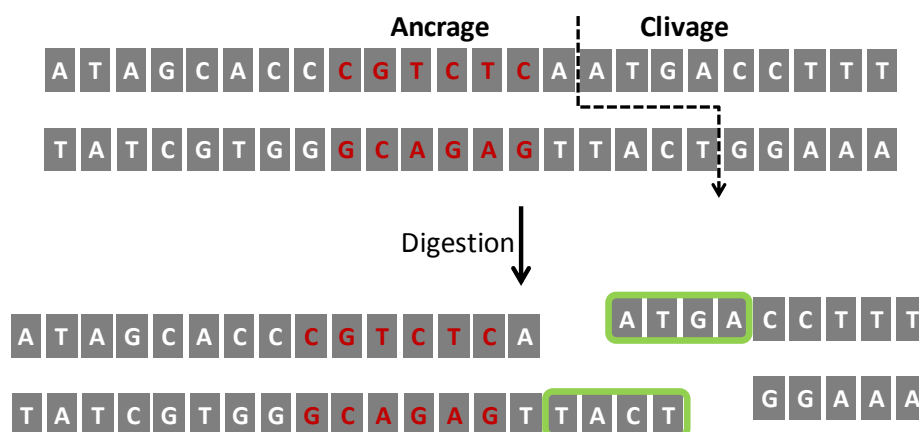 Ancrage Clivage
A T A G C A C C C G T C T C A A T G A C C T T T
T A T C G T G G G C A G A G T T A C T G G A A A
Digestion
A T A G C A C C C G T C T C A A T G A C C T T T
T A T C G T G G G C A G A G T T A C T G G A A A